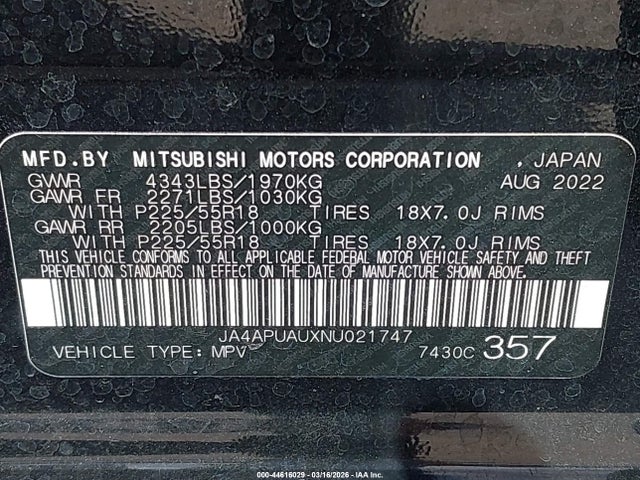 MFD.BY MITSUBISHI MOTORS CORPORATION , JAPAN
GVWR 4343LBS/1970KG AUG 2022
GAWR FR 2271LBS/1030KG
WITH P225/55R18 TIRES 18X7.0J RIMS
GAWR RR 2205LBS/1000KG
WITH P225/55R18 TIRES 18X7.0J RIMS
THIS VEHICLE CONFORMS TO ALL APPLICABLE FEDERAL MOTOR VEHICLE SAFETY AND THEFT
PREVENTION STANDARDS IN EFFECT ON THE DATE OF MANUFACTURE SHOWN ABOVE.
JA4APUAUXNU021747
VEHICLE TYPE: MPV 7430C 357
000-44616029 - 03/16/2026 - IAA Inc.